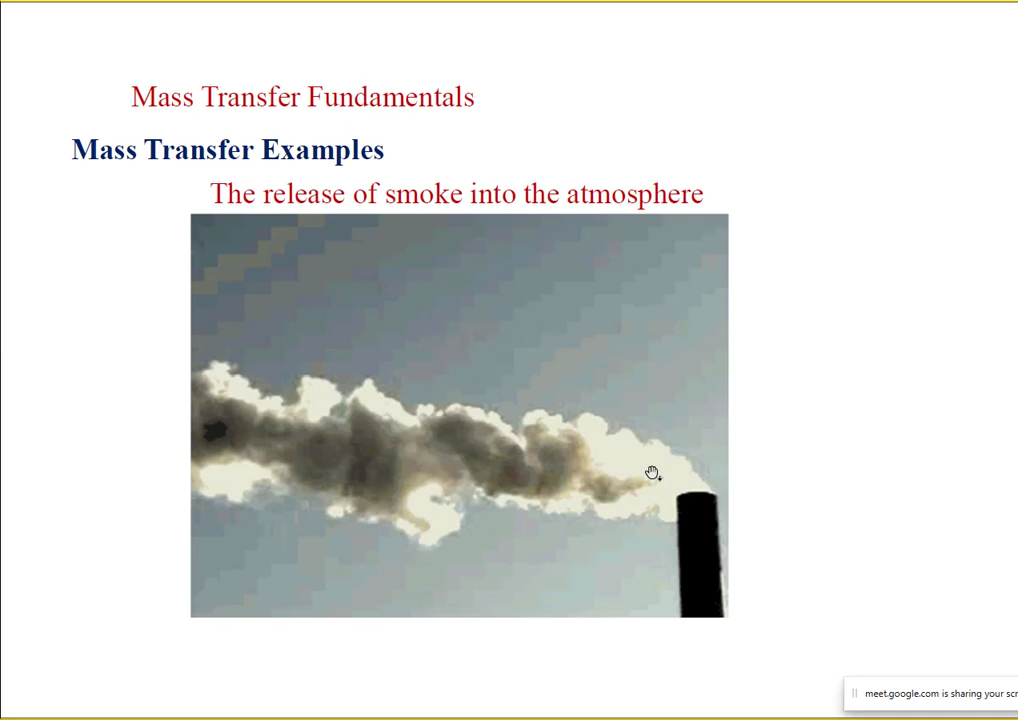 Mass Transfer Fundamentals
Mass Transfer Examples
The release of smoke into the atmosphere
meet.google.com is sharing your scr